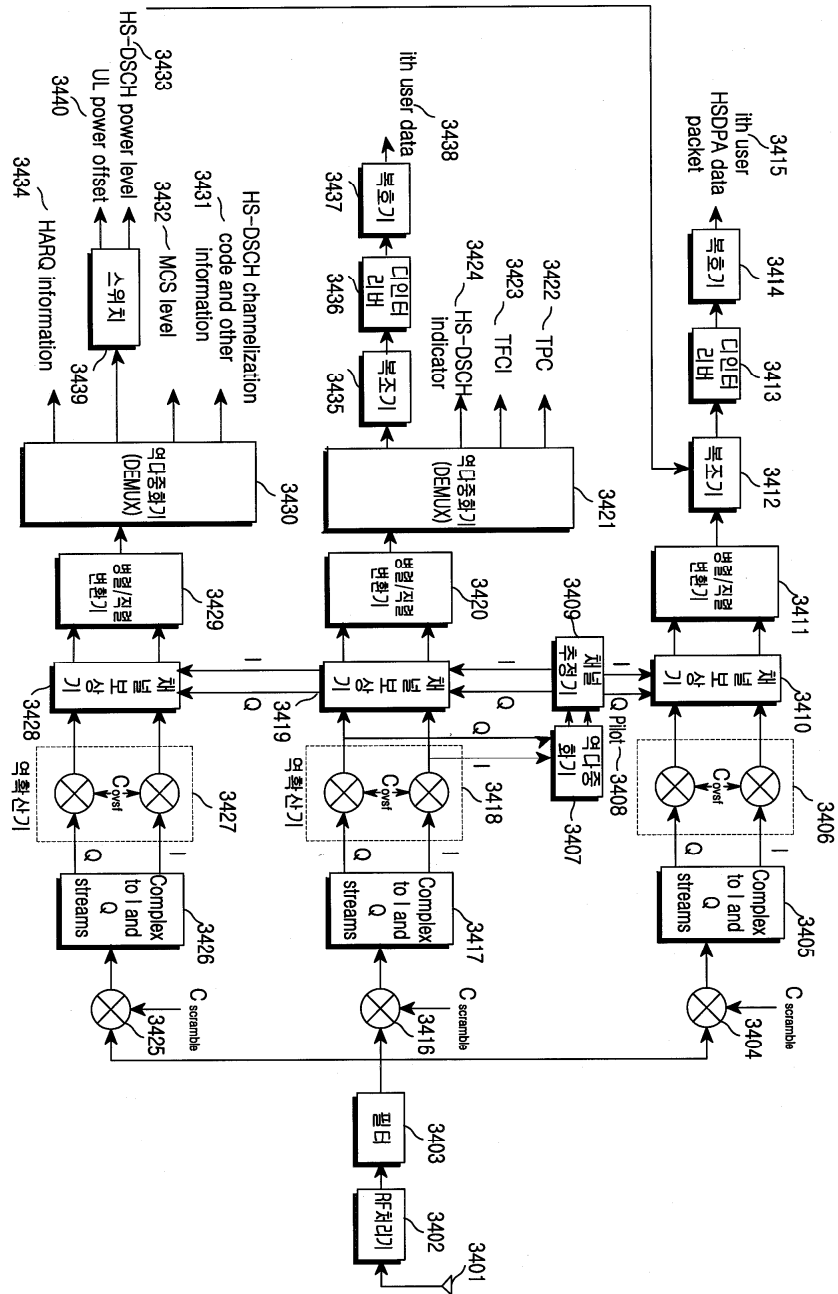 3415
ith user
HSDPA data
packet
복호기
3414
디인터
리버
3413
복조기
3412
병렬/직렬
변환기
3411
채널보상기
3410
C ovsf
3406
I
Q
Complex
to I and
Q
streams
3405
C scramble
3404
I
Q
Pilot
3408
채널
추정기
3409
역다중
화기
3407
I
Q
Q
I
3422
TPC
3423
TFCI
3424
HS-DSCH
indicator
3438
ith user data
복호기
3437
디인터
리버
3436
복조기
3435
역다중화기
(DEMUX)
3421
병렬/직렬
변환기
3420
채널보상기
3419
C ovsf
3418
역확산기
I
Q
Complex
to I and
Q
streams
3417
C scramble
3416
필터
3403
RF처리기
3402
3401
I
Q
HS-DSCH channelization
code and other
information
3431
MCS level
3432
3433
HS-DSCH power level
UL power offset
3440
스위치
3439
HARQ information
3434
역다중화기
(DEMUX)
3430
병렬/직렬
변환기
3429
채널보상기
3428
C ovsf
3427
역확산기
I
Q
Complex
to I and
Q
streams
3426
C scramble
3425